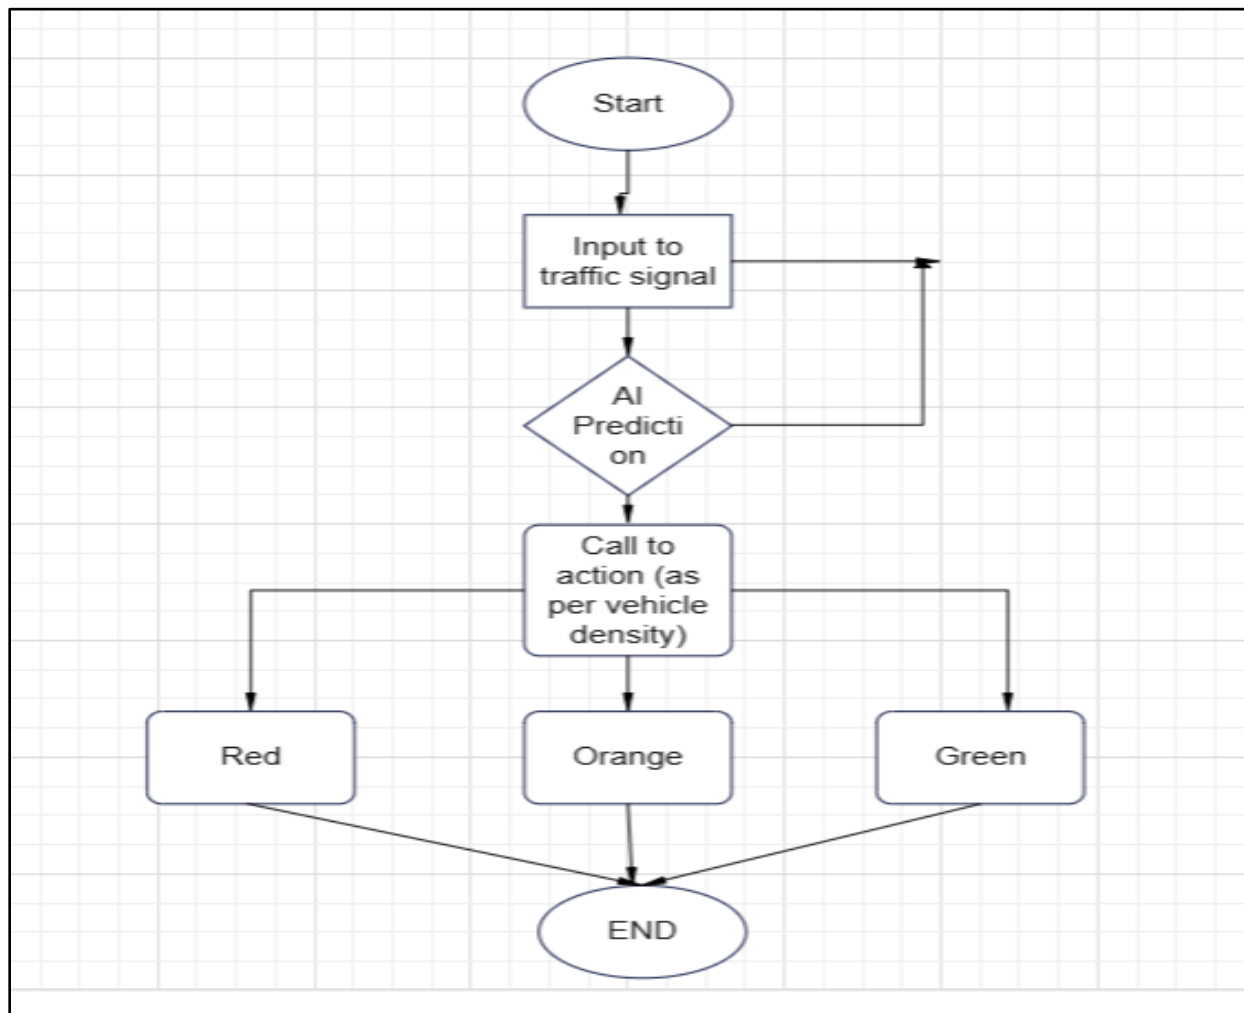 Start
Input to
traffic signal
AI
Predicti
on
Call to
action (as
per vehicle
density)
Red
Orange
Green
END